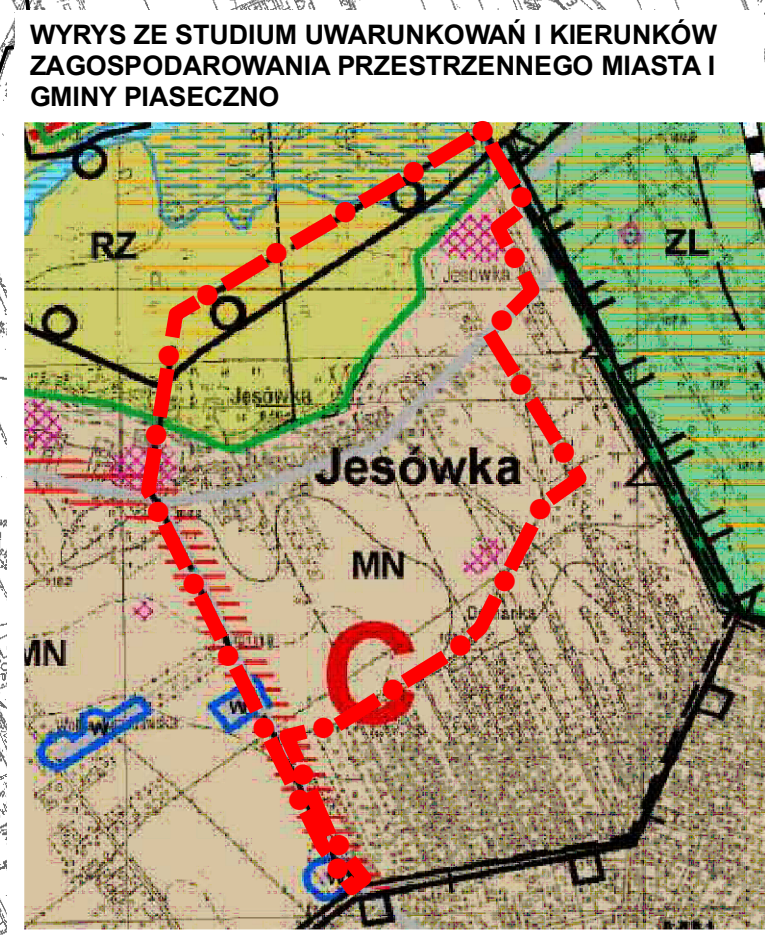 WYRYS ZE STUDIUM UWARUNKOWAŃ I KIERUNKÓW
ZAGOSPODAROWANIA PRZESTRZENNEGO MIASTA I
GMINY PIASECZNO
RZ
ZL
Jesówka
Jesówka
Jesówka
MN
C
MN
W
W